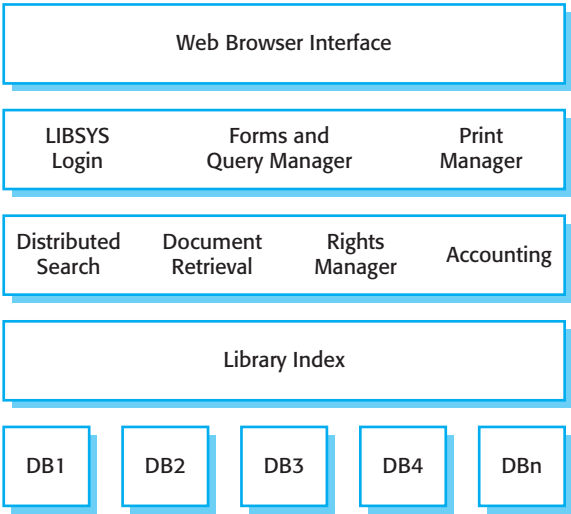 Web Browser Interface
LIBSYS
Login
Forms and
Query Manager
Print
Manager
Distributed
Search
Document
Retrieval
Rights
Manager
Accounting
Library Index
DB1
DB2
DB3
DB4
DBn